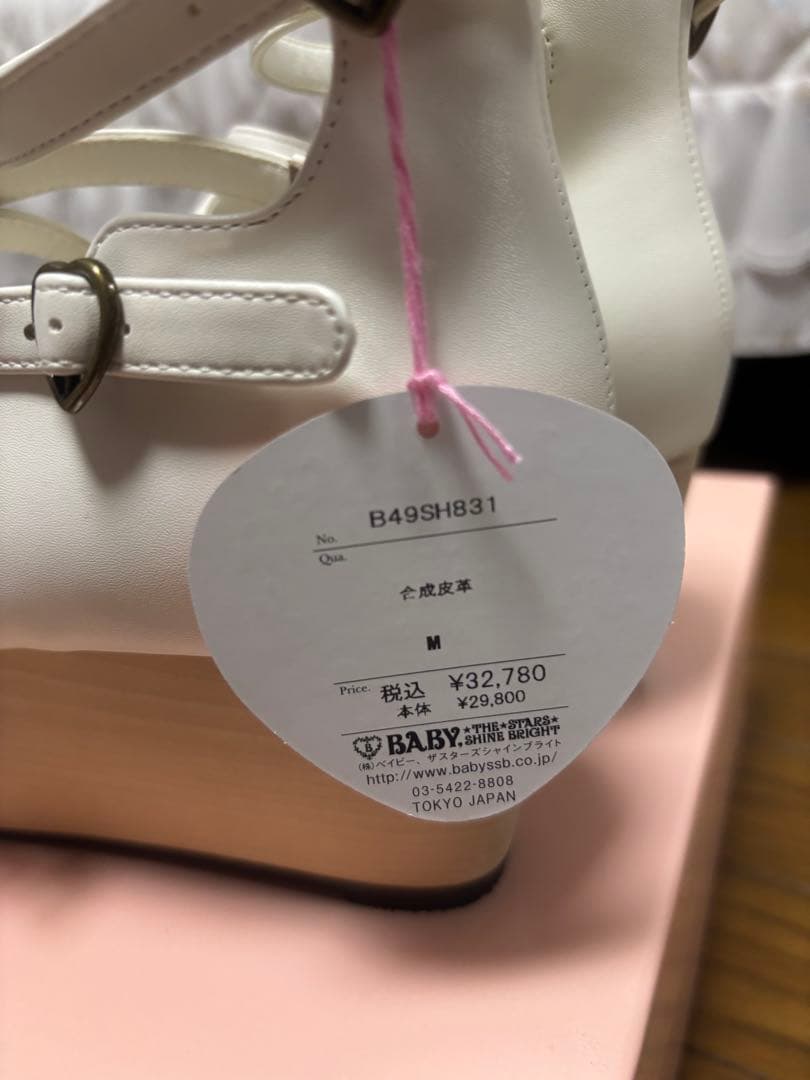 No. B49SH831
Qua.
合成皮革
M
Price. 税込 ¥32,780
本体 ¥29,800
B BABY, ★THE★STARS★ SHINE BRIGHT
(株)ベイビー、ザスターズシャインブライト
http://www.babyssb.co.jp/
03-5422-8808
TOKYO JAPAN